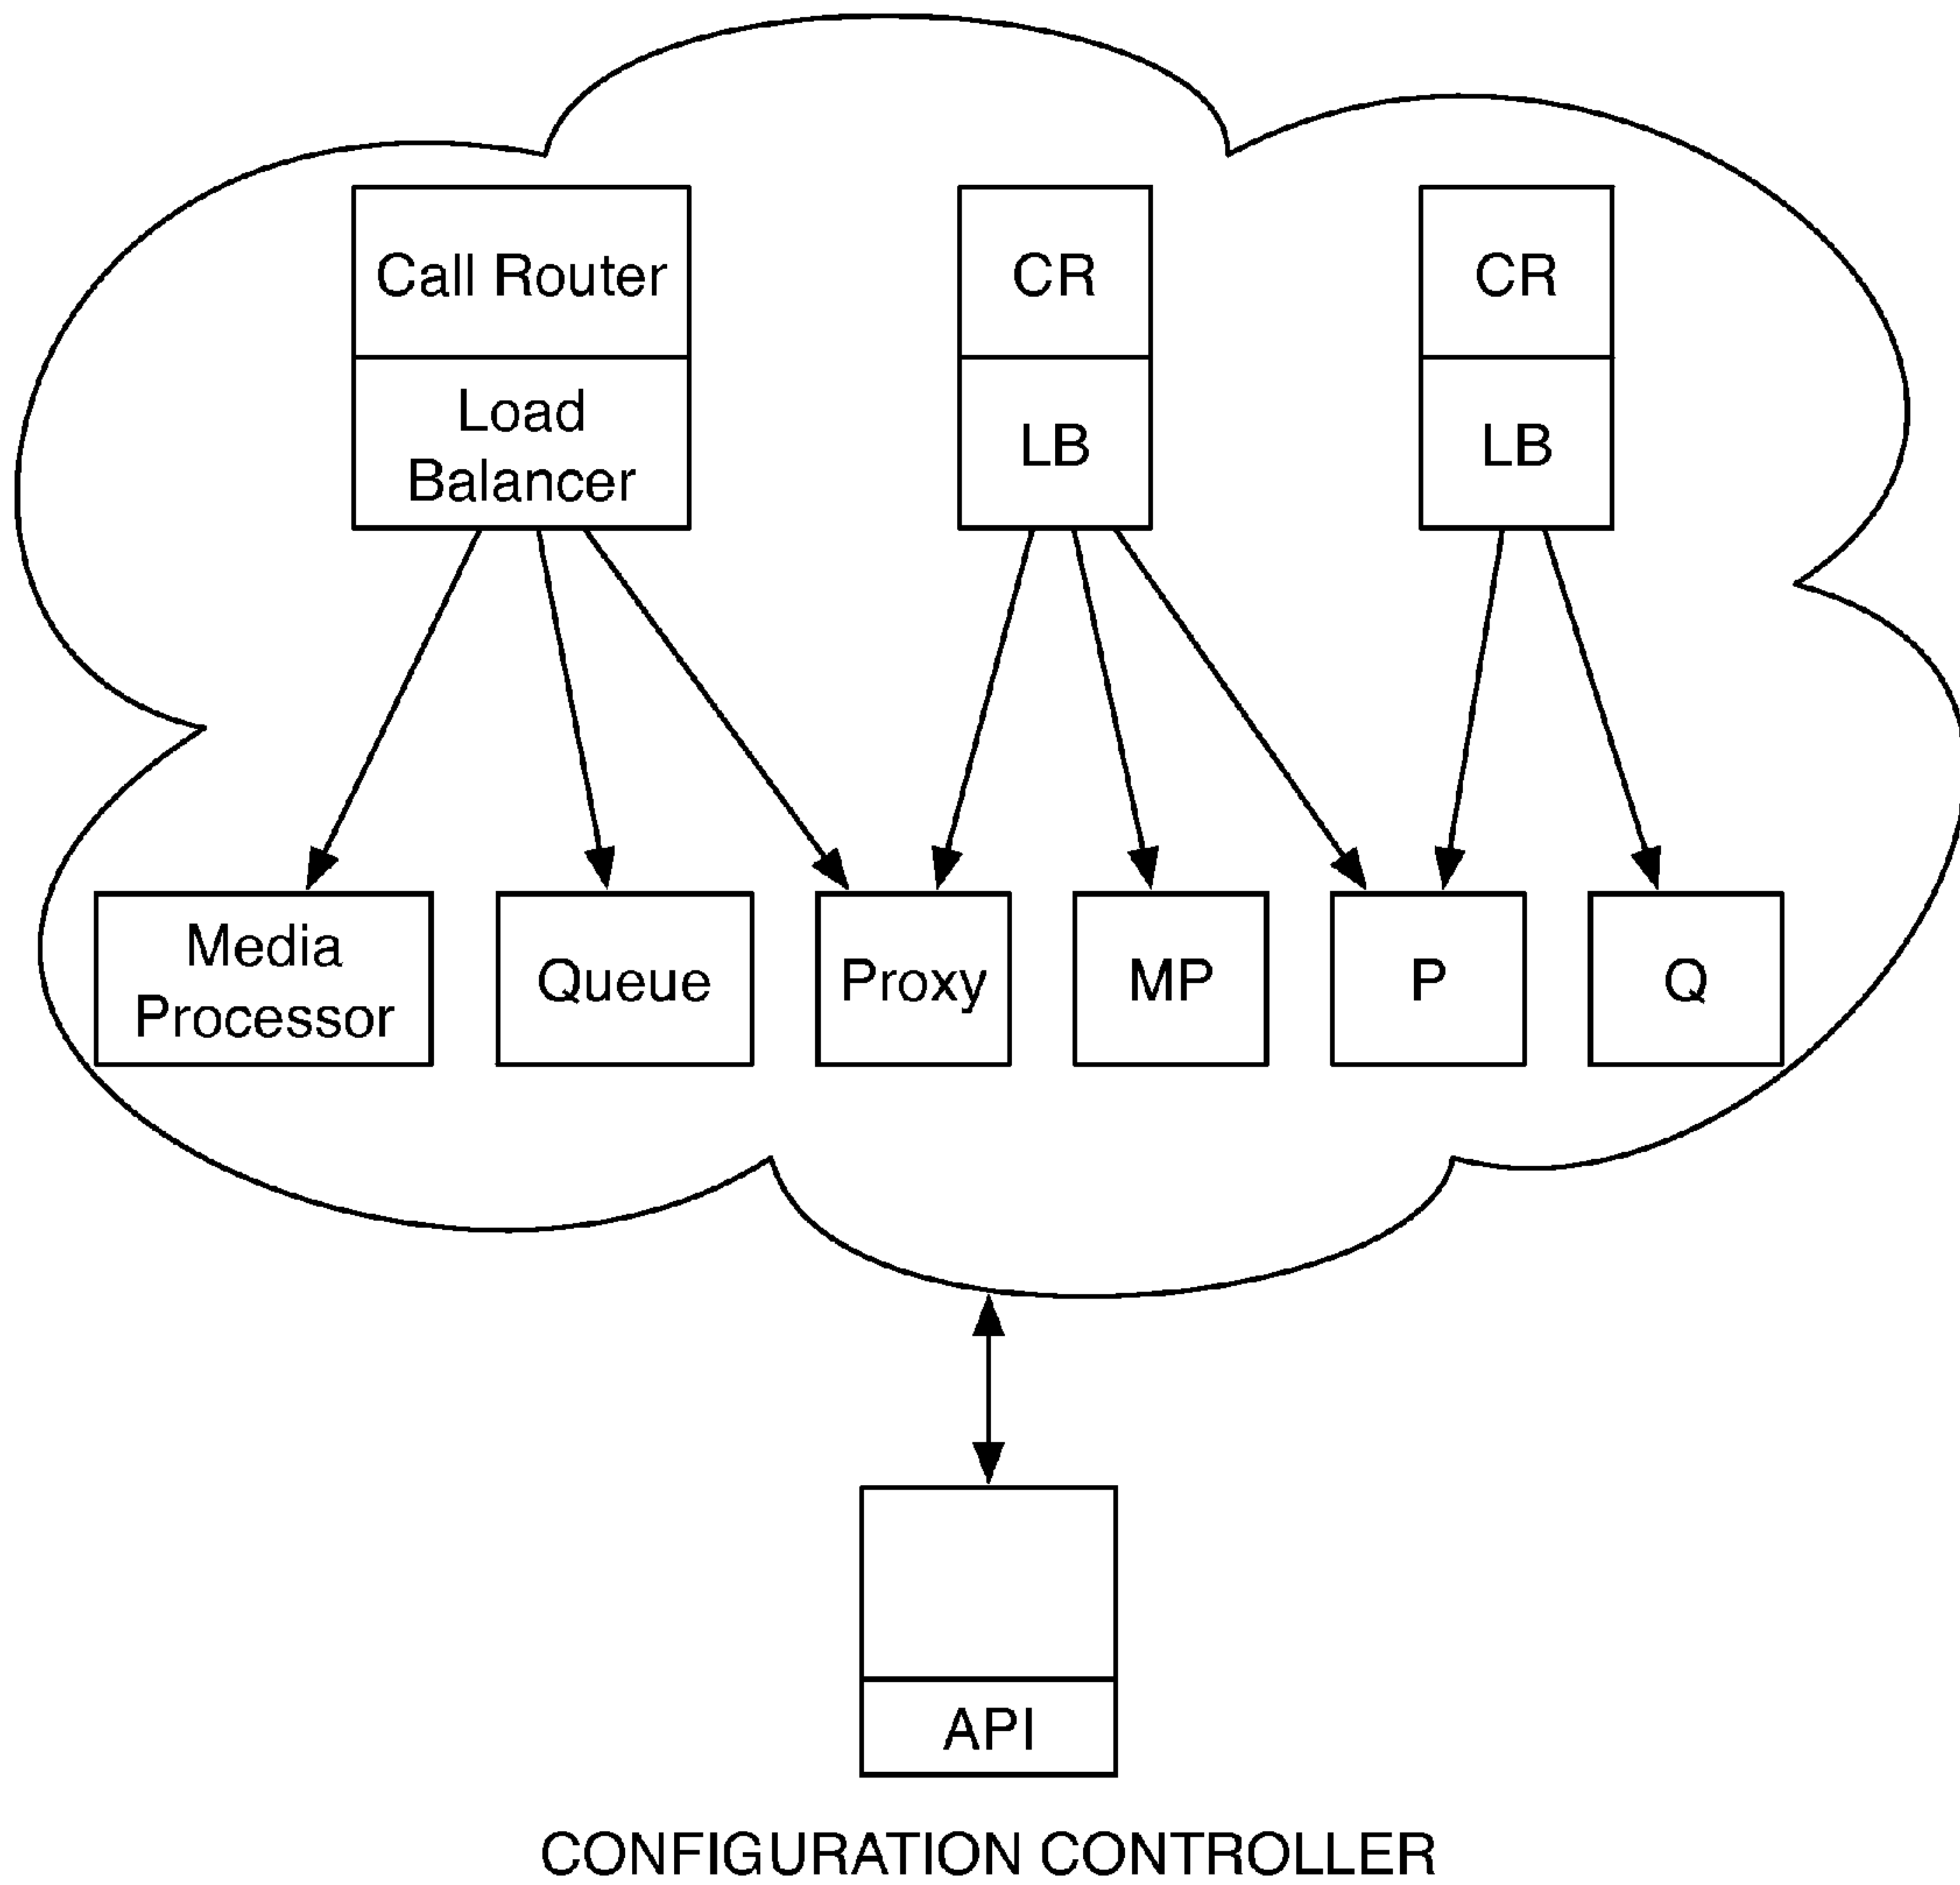 Call Router
CR
CR
Load
Balancer
LB
LB
Media
Processor
Queue
Proxy
MP
P
Q
API
CONFIGURATION CONTROLLER